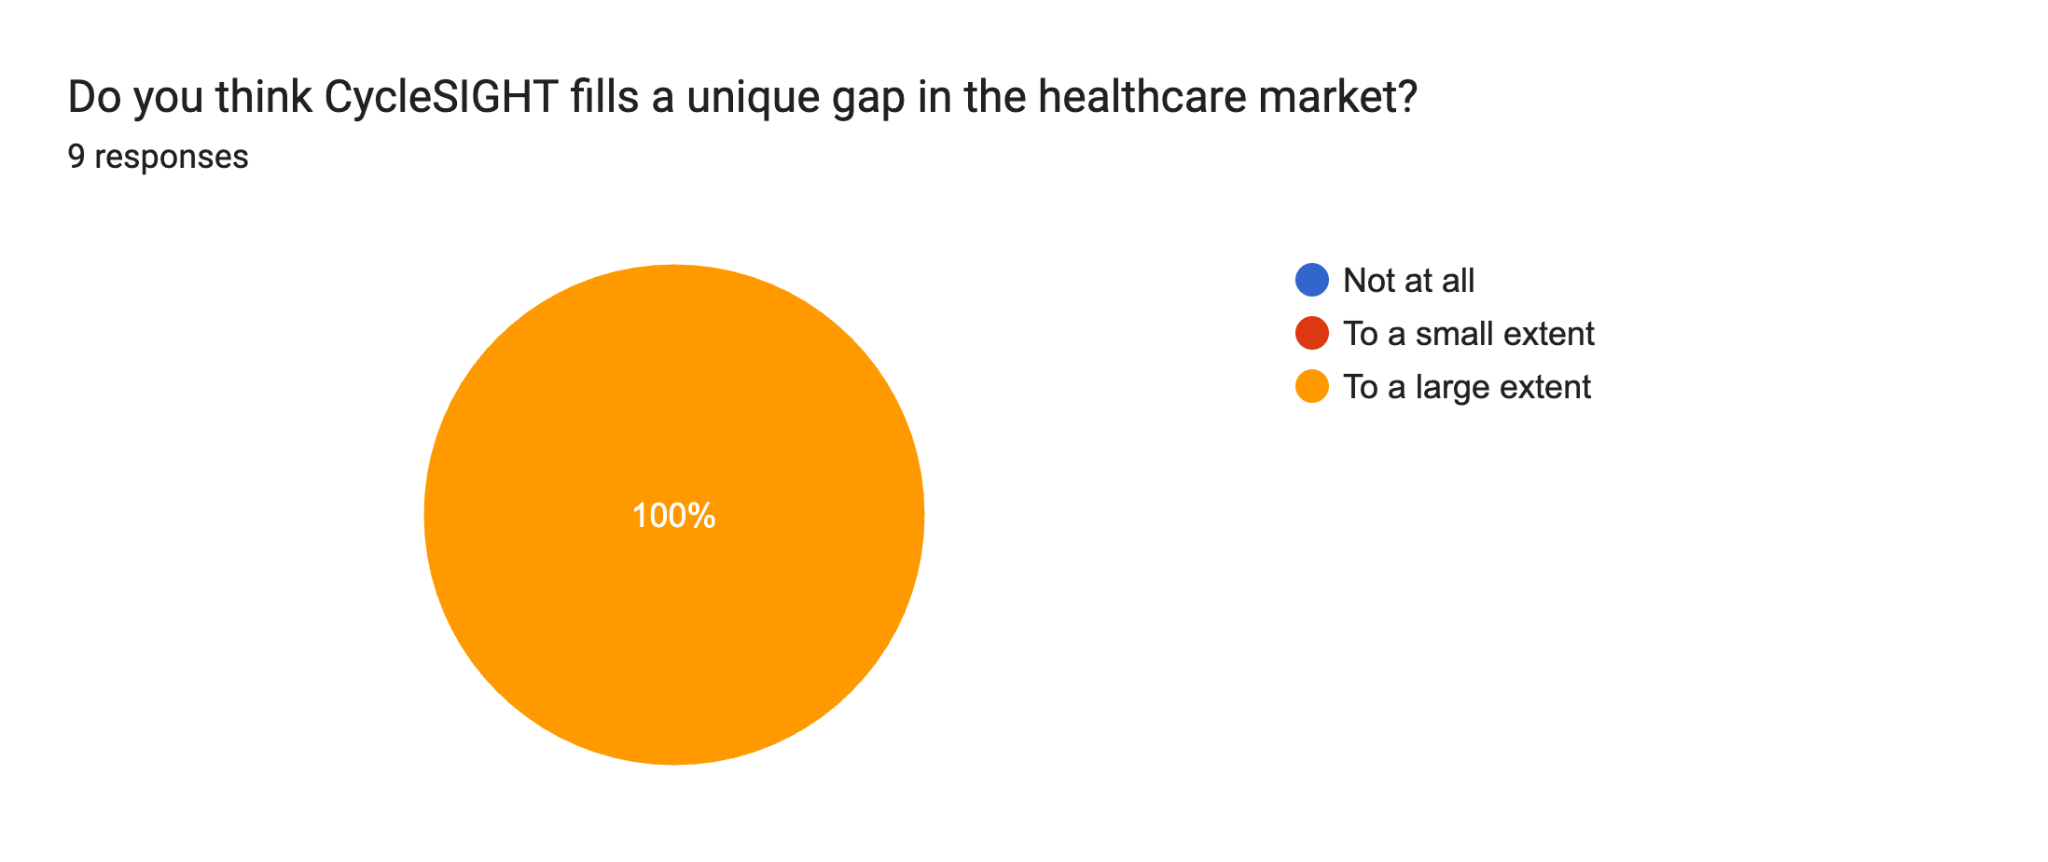 Do you think CycleSIGHT fills a unique gap in the healthcare market?
9 responses
Not at all
To a small extent
To a large extent
100%